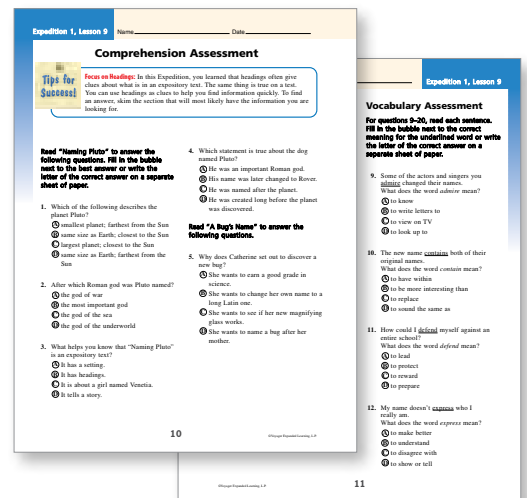 Expedition 1, Lesson 9
Name
Date
Comprehension Assessment
Tips for
Success!
Focus on Headings: In this Expedition, you learned that headings often give
clues about what is in an expository text. The same thing is true on a test.
You can use headings as clues to help you find information quickly. To find
an answer, skim the section that will most likely have the information you are
looking for.
Read "Naming Pluto" to answer the
following questions. Fill in the bubble
next to the best answer or write the
letter of the correct answer on a separate
sheet of paper.
1. Which of the following describes the
planet Pluto?
A smallest planet; farthest from the Sun
B same size as Earth; closest to the Sun
C largest planet; closest to the Sun
D same size as Earth; farthest from the
Sun
2. After which Roman god was Pluto named?
A the god of war
B the most important god
C the god of the sea
D the god of the underworld
3. What helps you know that "Naming Pluto"
is an expository text?
A It has a setting.
B It has headings.
C It is about a girl named Venetia.
D It tells a story.
4. Which statement is true about the dog
named Pluto?
A He was an important Roman god.
B His name was later changed to Rover.
C He was named after the planet.
D He was created long before the planet
was discovered.
Read "A Bug's Name" to answer the
following questions.
5. Why does Catherine set out to discover a
new bug?
A She wants to earn a good grade in
science.
B She wants to change her own name to a
long Latin one.
C She wants to see if her new magnifying
glass works.
D She wants to name a bug after her
mother.
10
©Voyager Expanded Learning, L.P.
Expedition 1, Lesson 9
Vocabulary Assessment
For questions 9–20, read each sentence.
Fill in the bubble next to the correct
meaning for the underlined word or write
the letter of the correct answer on a
separate sheet of paper.
9. Some of the actors and singers you
admire changed their names.
What does the word admire mean?
A to know
B to write letters to
C to view on TV
D to look up to
10. The new name contains both of their
original names.
What does the word contain mean?
A to have within
B to be more interesting than
C to replace
D to sound the same as
11. How could I defend myself against an
entire school?
What does the word defend mean?
A to lead
B to protect
C to reward
D to prepare
12. My name doesn't express who I
really am.
What does the word express mean?
A to make better
B to understand
C to disagree with
D to show or tell
©Voyager Expanded Learning, L.P.
11